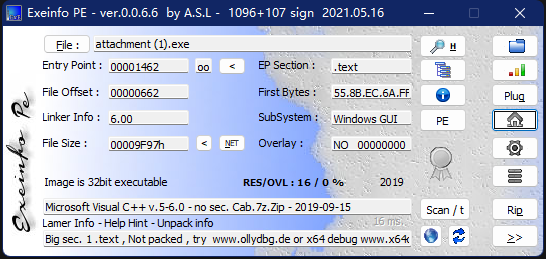 Exeinfo PE - ver.0.0.6.6 by A.S.L - 1096+107 sign 2021.05.16
File : attachment (1).exe H
Entry Point : 00001462 oo < EP Section : .text
File Offset : 00000662 First Bytes : 55.8B.EC.6A.FF Plug
Linker Info : 6.00 SubSystem : Windows GUI PE
File Size : 00009F97h < NET Overlay : NO 00000000
Image is 32bit executable RES/OVL : 16 / 0 % 2019
Microsoft Visual C++ v.5-6.0 - no sec. Cab.7z.Zip - 2019-09-15 Scan / t Rip
Lamer Info - Help Hint - Unpack info 16 ms.
Big sec. 1 .text , Not packed , try www.ollydbg.de or x64 debug www.x64 >>
Exeinfo Pe